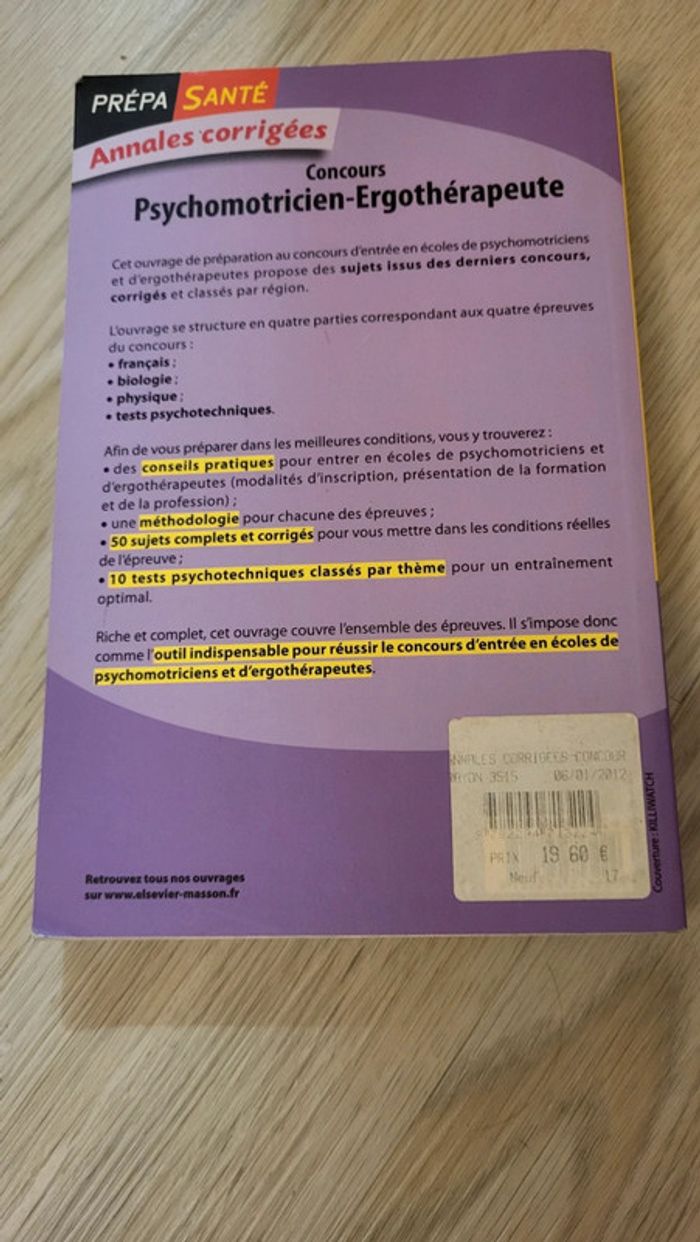 PRÉPA SANTÉ
Annales corrigées
Concours
Psychomotricien-Ergothérapeute
Cet ouvrage de préparation au concours d'entrée en écoles de psychomotriciens
et d'ergothérapeutes propose des sujets issus des derniers concours,
corrigés et classés par région.
L'ouvrage se structure en quatre parties correspondant aux quatre épreuves
du concours :
• français ;
• biologie ;
• physique ;
• tests psychotechniques.
Afin de vous préparer dans les meilleures conditions, vous y trouverez :
• des conseils pratiques pour entrer en écoles de psychomotriciens et
d'ergothérapeutes (modalités d'inscription, présentation de la formation
et de la profession) ;
• une méthodologie pour chacune des épreuves ;
• 50 sujets complets et corrigés pour vous mettre dans les conditions réelles
de l'épreuve ;
• 10 tests psychotechniques classés par thème pour un entraînement
optimal.
Riche et complet, cet ouvrage couvre l'ensemble des épreuves. Il s'impose donc
comme l'outil indispensable pour réussir le concours d'entrée en écoles de
psychomotriciens et d'ergothérapeutes.
ANNALES CORRIGEES-CONCOUR
3515 06/01/2012
PRIX 19 60 €
Neuf 17
Couverture : KILLIWATCH
Retrouvez tous nos ouvrages
sur www.elsevier-masson.fr